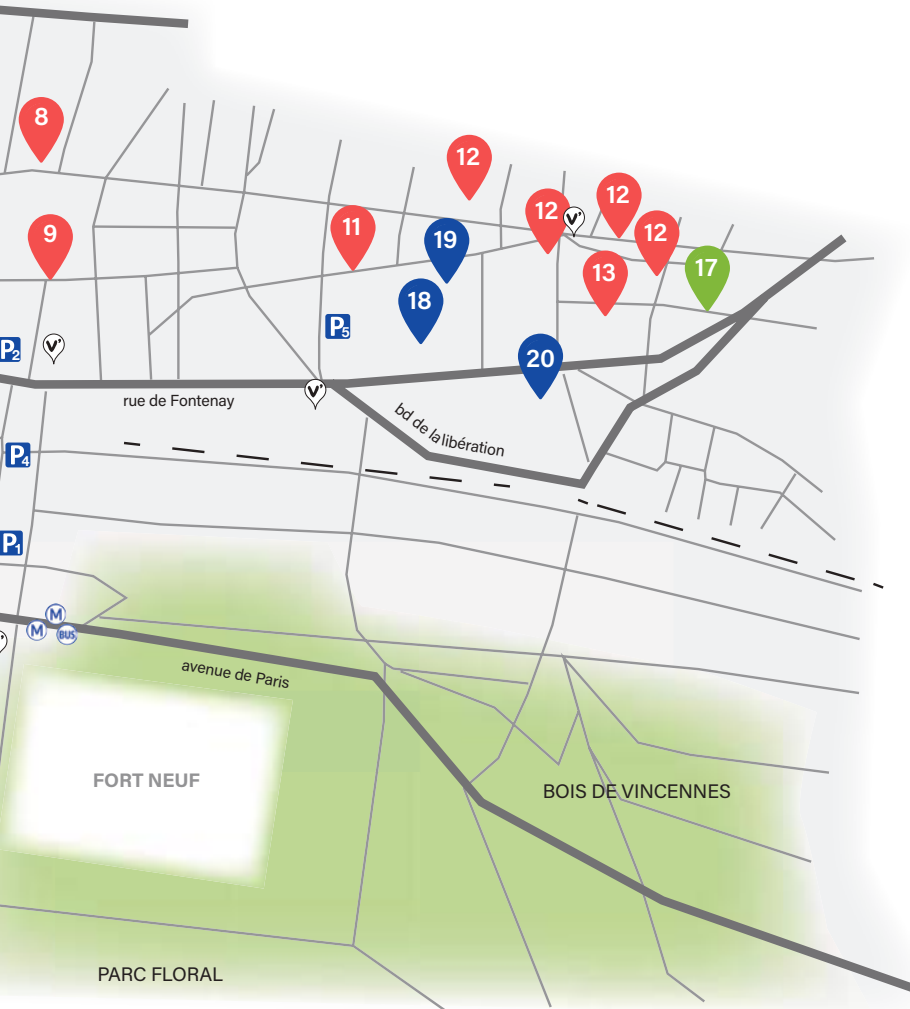 8
12
12
12
12
9
11
19
13
17
18
P5
P2
V'
20
V'
V'
rue de Fontenay
bd de la libération
P4
P1
M
M
BUS
avenue de Paris
FORT NEUF
BOIS DE VINCENNES
PARC FLORAL